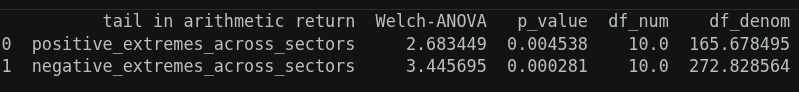 tail in arithmetic return Welch-ANOVA p_value df_num df_denom
0 positive_extremes_across_sectors 2.683449 0.004538 10.0 165.678495
1 negative_extremes_across_sectors 3.445695 0.000281 10.0 272.828564